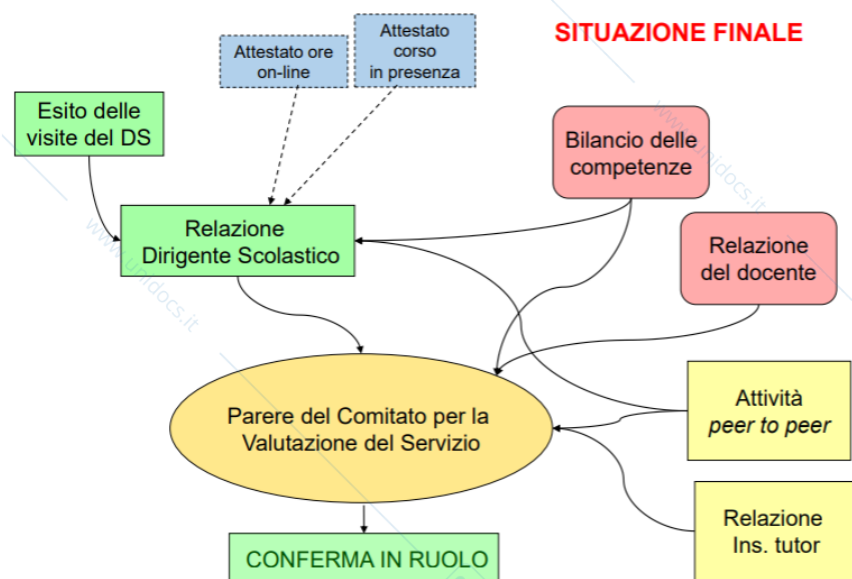 SITUAZIONE FINALE
Attestato ore
on-line
Attestato
corso
in presenza
Esito delle
visite del DS
Bilancio delle
competenze
Relazione
Dirigente Scolastico
Relazione
del docente
Parere del Comitato per la
Valutazione del Servizio
Attività
peer to peer
Relazione
Ins. tutor
CONFERMA IN RUOLO
www.unidocs.it
www.unidocs.it